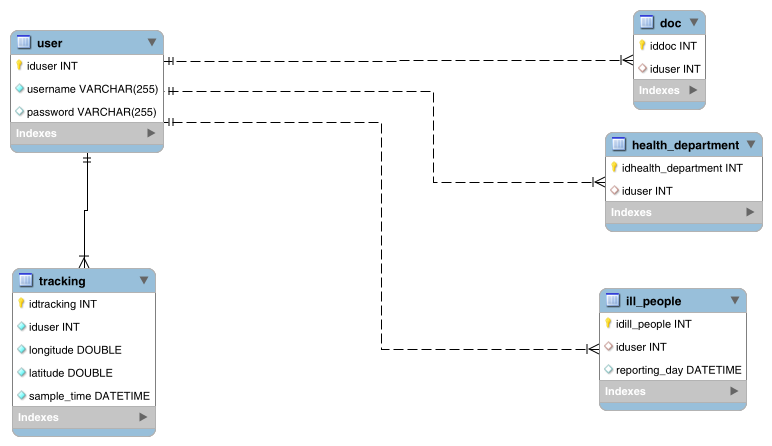 user
iduser INT
username VARCHAR(255)
password VARCHAR(255)
Indexes
doc
iddoc INT
iduser INT
Indexes
health_department
idhealth_department INT
iduser INT
Indexes
tracking
idtracking INT
iduser INT
longitude DOUBLE
latitude DOUBLE
sample_time DATETIME
Indexes
ill_people
idill_people INT
iduser INT
reporting_day DATETIME
Indexes